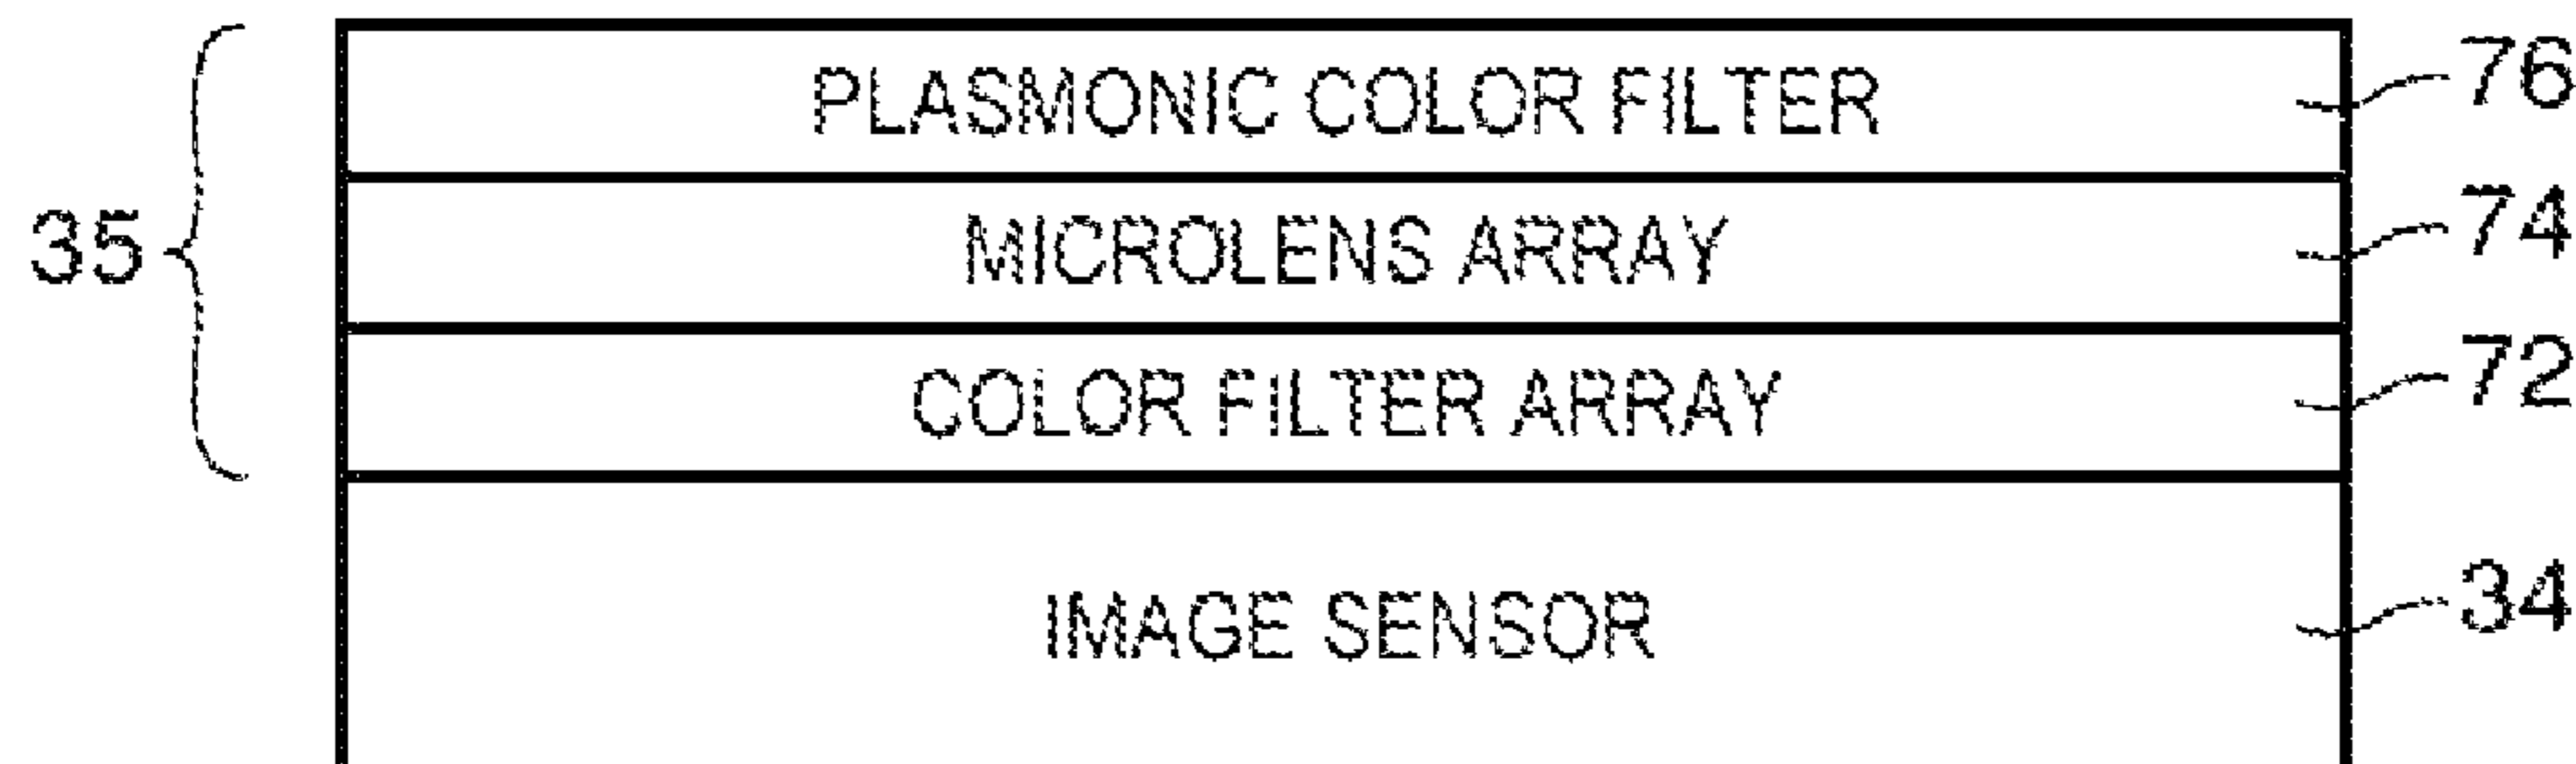 PLASMONIC COLOR FILTER 76
35 MICROLENS ARRAY 74
COLOR FILTER ARRAY 72
IMAGE SENSOR 34